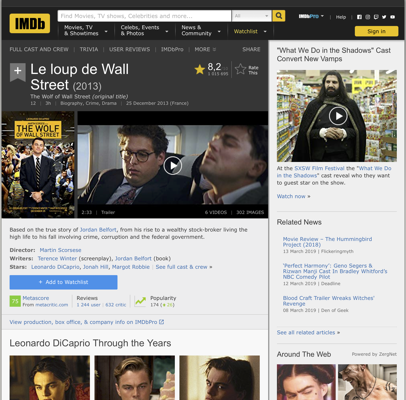 IMDb
Find Movies, TV shows, Celebrities and more...
All
Movies, TV
& Showtimes
Celebs, Events
& Photos
News &
Community
Watchlist
IMDbPro
Help
Sign in
FULL CAST AND CREW | TRIVIA | USER REVIEWS | IMDbPro | MORE
SHARE
Le loup de Wall
Street (2013)
The Wolf of Wall Street (original title)
12 | 3h | Biography, Crime, Drama | 25 December 2013 (France)
8,2
Rate
This
THE WOLF
OF WALL STREET
2:33 | Trailer
6 VIDEOS | 302 IMAGES
Based on the true story of Jordan Belfort, from his rise to a wealthy stock-broker living the
high life to his fall involving crime, corruption and the federal government.
Director: Martin Scorsese
Writers: Terence Winter (screenplay), Jordan Belfort (book)
Stars: Leonardo DiCaprio, Jonah Hill, Margot Robbie | See full cast & crew »
+ Add to Watchlist
75
Metascore
From metacritic.com
Reviews
1 244 user | 632 critic
Popularity
View production, box office, & company info on IMDbPro
Leonardo DiCaprio Through the Years
"What We Do in the Shadows" Cast
Convert New Vamps
At the SXSW Film Festival the "What We Do
in the Shadows" cast reveal who they want
to guest star on the show.
Watch now »
Related News
Movie Review – The Hummingbird
Project (2018)
13 March 2019 | Flickeringmyth
'Perfect Harmony': Geno Segers &
Rizwan Manji Cast In Bradley Whitford's
NBC Comedy Pilot
12 March 2019 | Deadline
Blood Craft Trailer Wreaks Witches'
Revenge
08 March 2019 | Den of Geek
See all related articles »
Around The Web
Powered by ZergNet